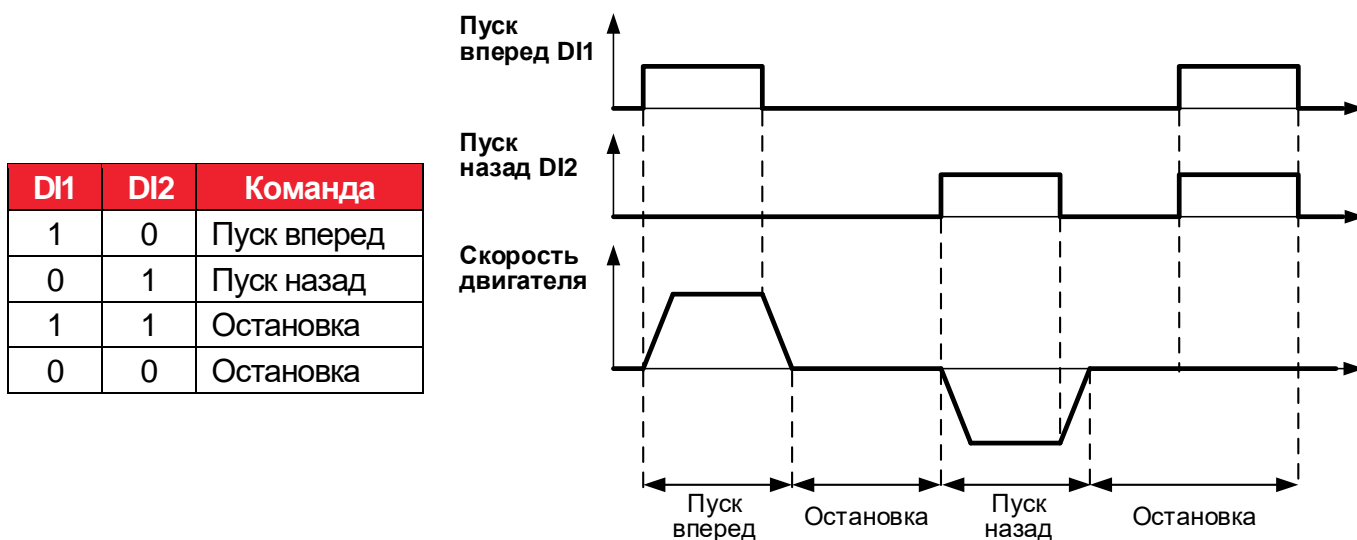 DI1 DI2 Команда
1 0 Пуск вперед
0 1 Пуск назад
1 1 Остановка
0 0 Остановка
Пуск
вперед DI1
Пуск
назад DI2
Скорость
двигателя
Пуск
вперед
Остановка
Пуск
назад
Остановка